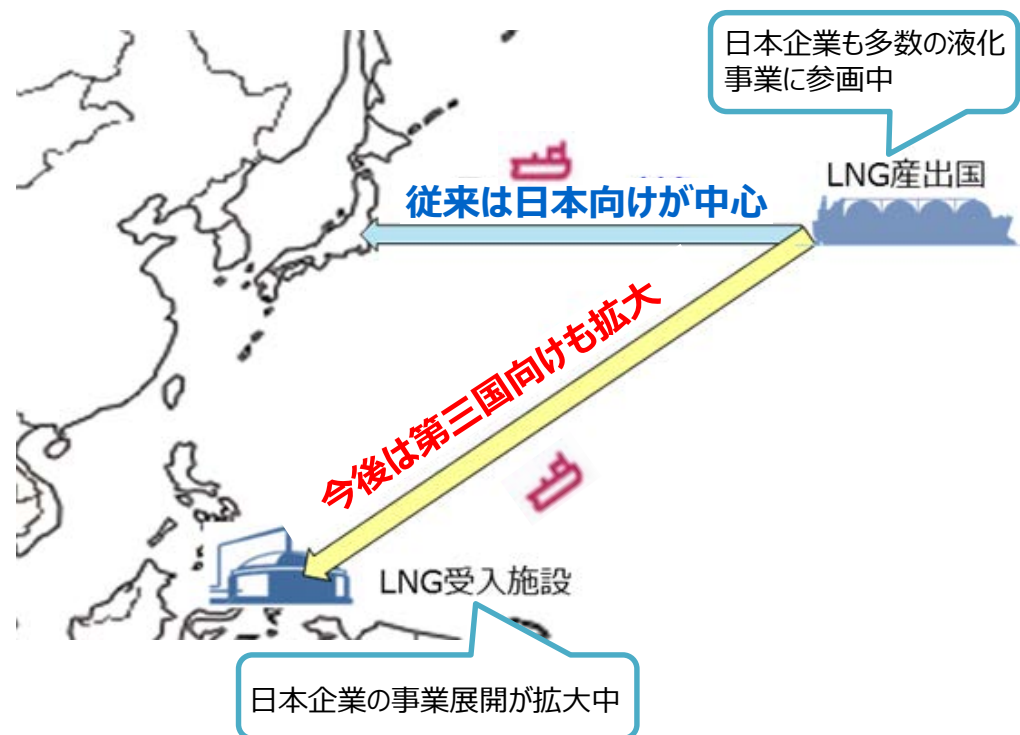 日本企業も多数の液化
事業に参画中
LNG産出国
従来は日本向けが中心
今後は第三国向けも拡大
LNG受入施設
日本企業の事業展開が拡大中